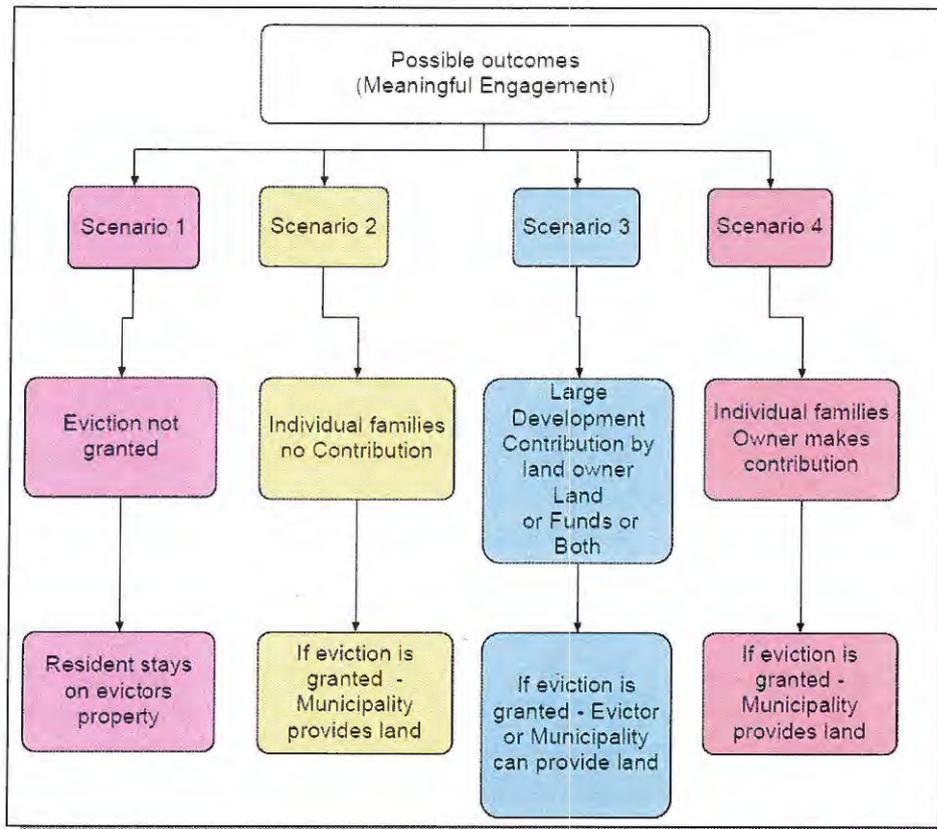 Possible outcomes
(Meaningful Engagement)
Scenario 1
Scenario 2
Scenario 3
Scenario 4
Eviction not
granted
Individual families
no Contribution
Large
Development
Contribution by
land owner
Land
or Funds or
Both
Individual families
Owner makes
contribution
Resident stays
on evictors
property
If eviction is
granted -
Municipality
provides land
If eviction is
granted - Evictor
or Municipality
can provide land
If eviction is
granted -
Municipality
provides land